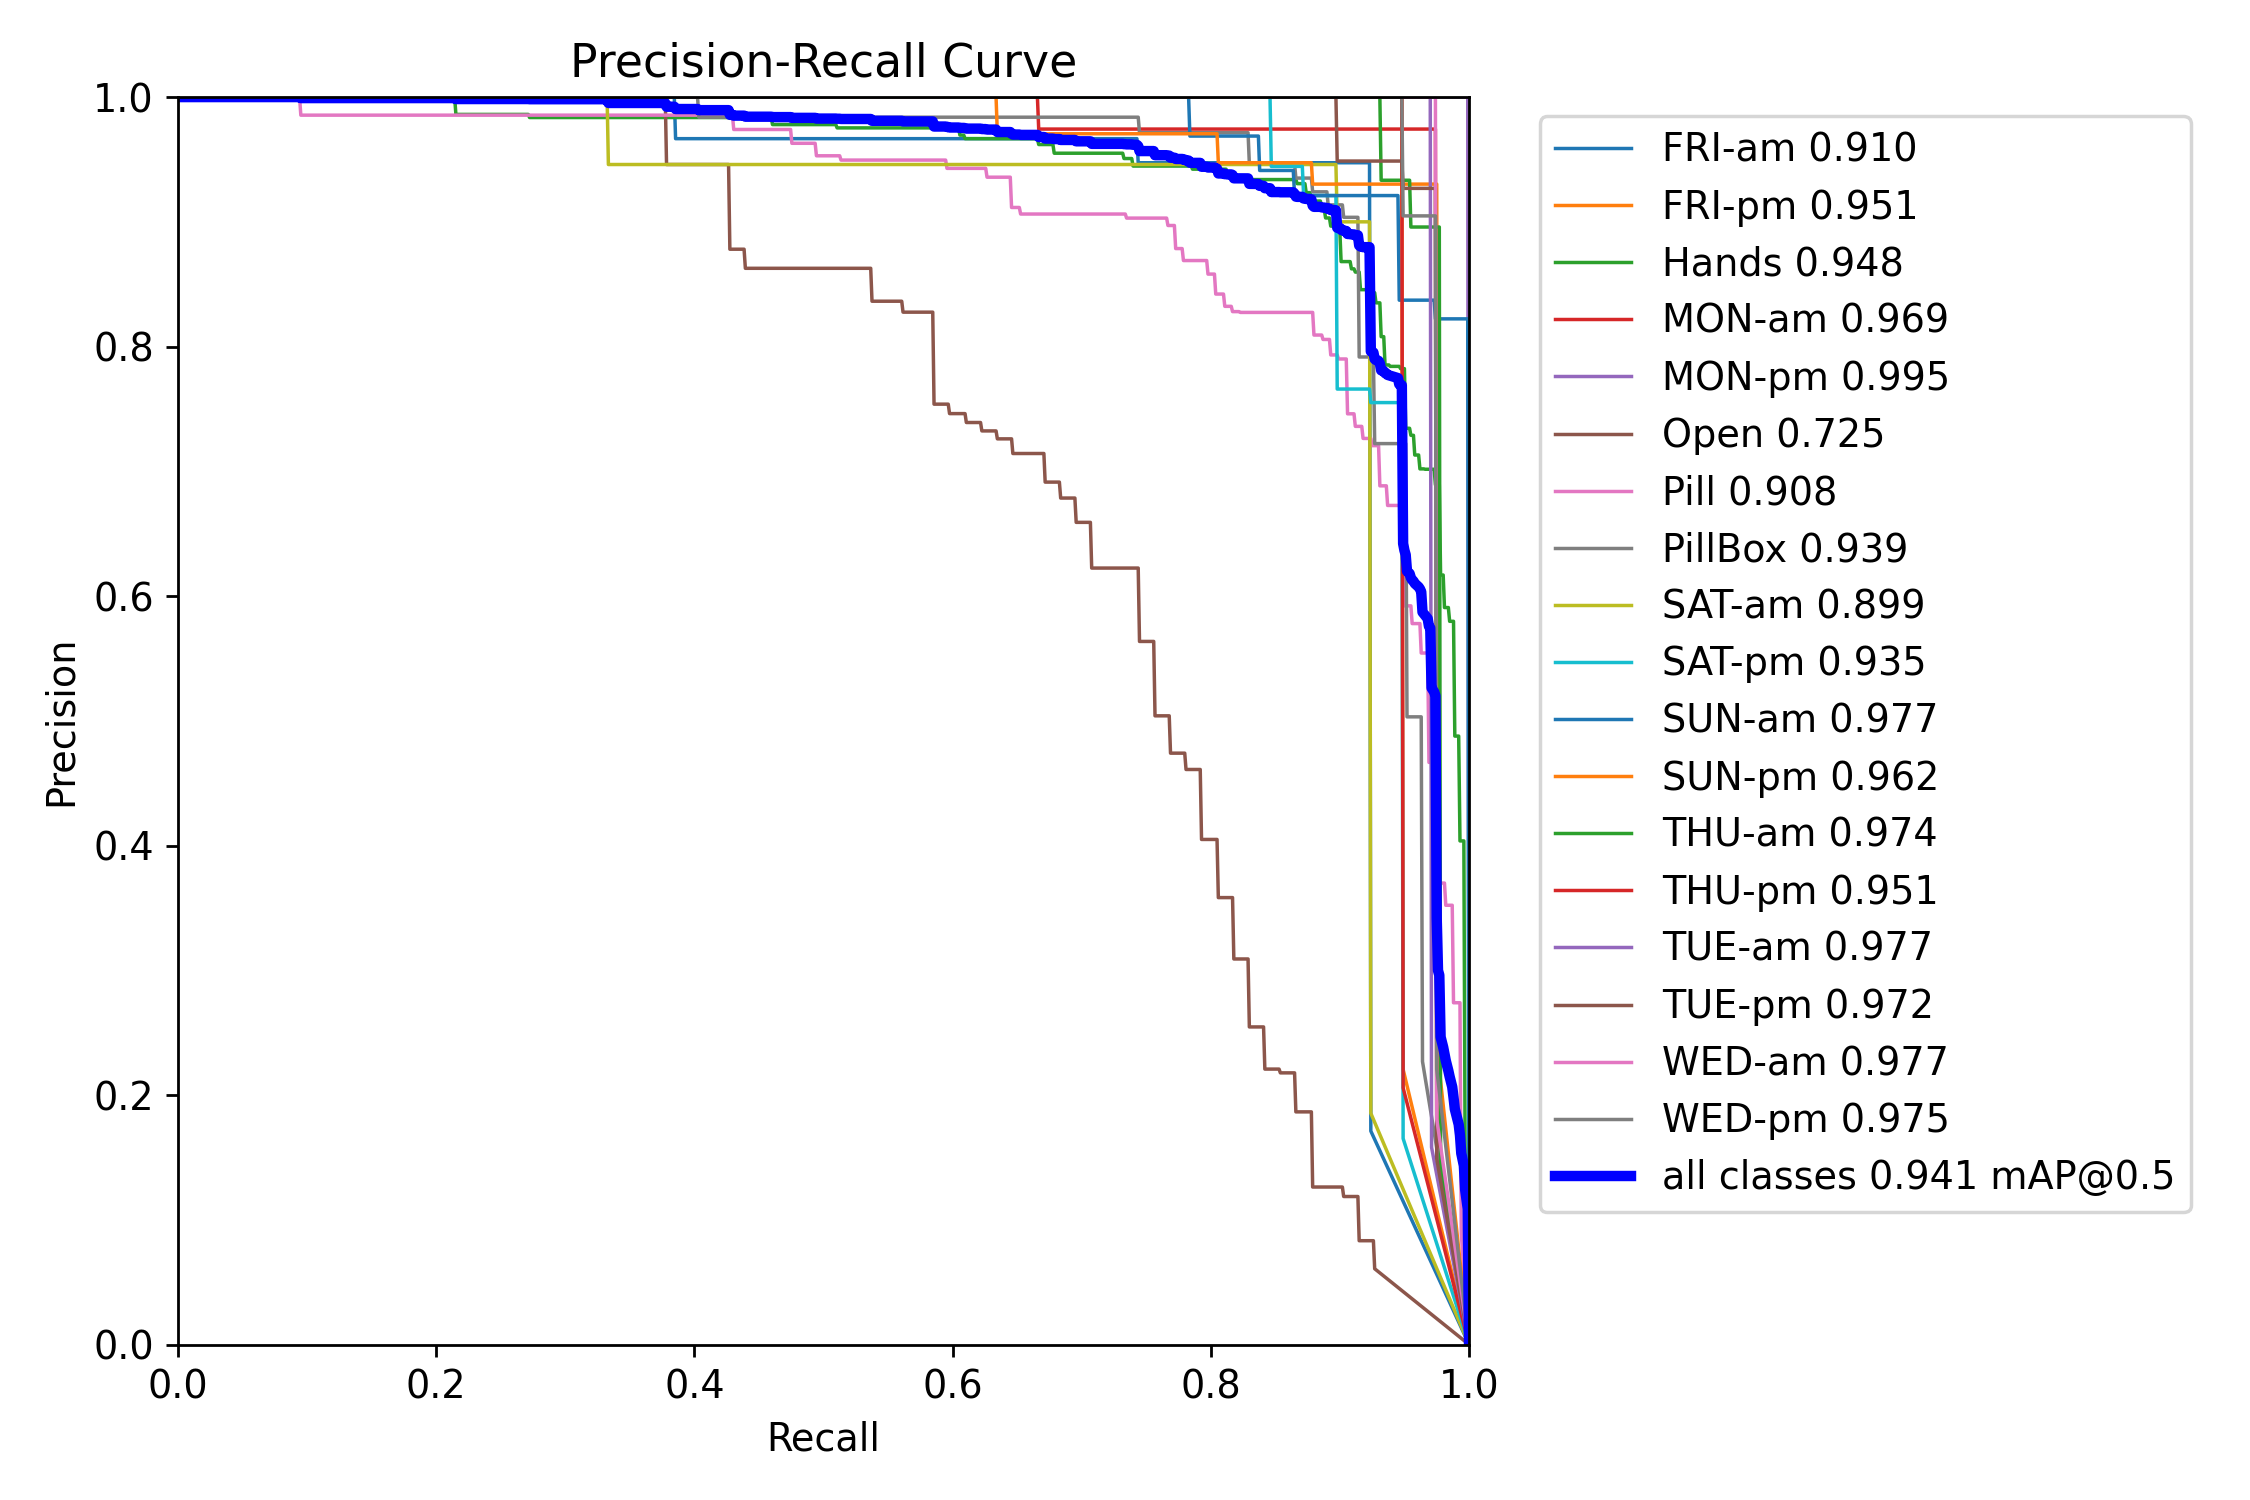 Precision-Recall Curve
1.0
0.8
0.6
0.4
0.2
0.0
Precision
0.0 0.2 0.4 0.6 0.8 1.0
Recall
FRI-am 0.910
FRI-pm 0.951
Hands 0.948
MON-am 0.969
MON-pm 0.995
Open 0.725
Pill 0.908
PillBox 0.939
SAT-am 0.899
SAT-pm 0.935
SUN-am 0.977
SUN-pm 0.962
THU-am 0.974
THU-pm 0.951
TUE-am 0.977
TUE-pm 0.972
WED-am 0.977
WED-pm 0.975
all classes 0.941 mAP@0.5